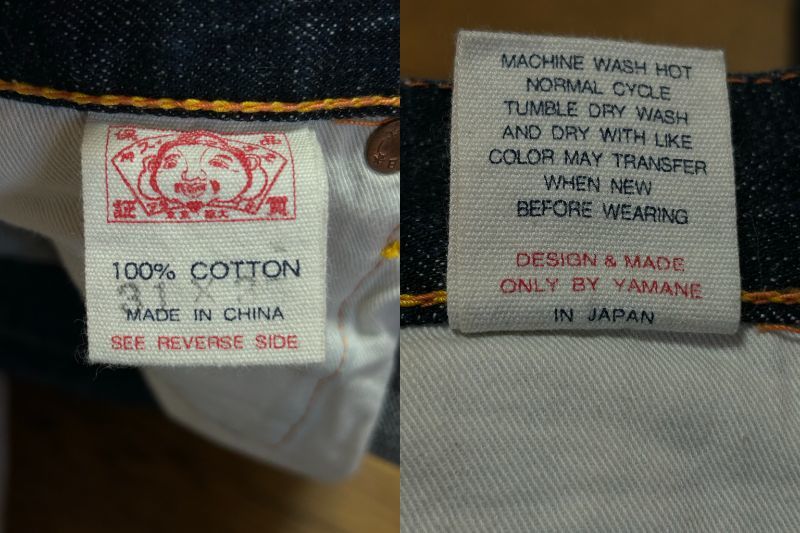 100% COTTON
31 X
MADE IN CHINA
SEE REVERSE SIDE
MACHINE WASH HOT
NORMAL CYCLE
TUMBLE DRY WASH
AND DRY WITH LIKE
COLOR MAY TRANSFER
WHEN NEW
BEFORE WEARING
DESIGN & MADE
ONLY BY YAMANE
IN JAPAN